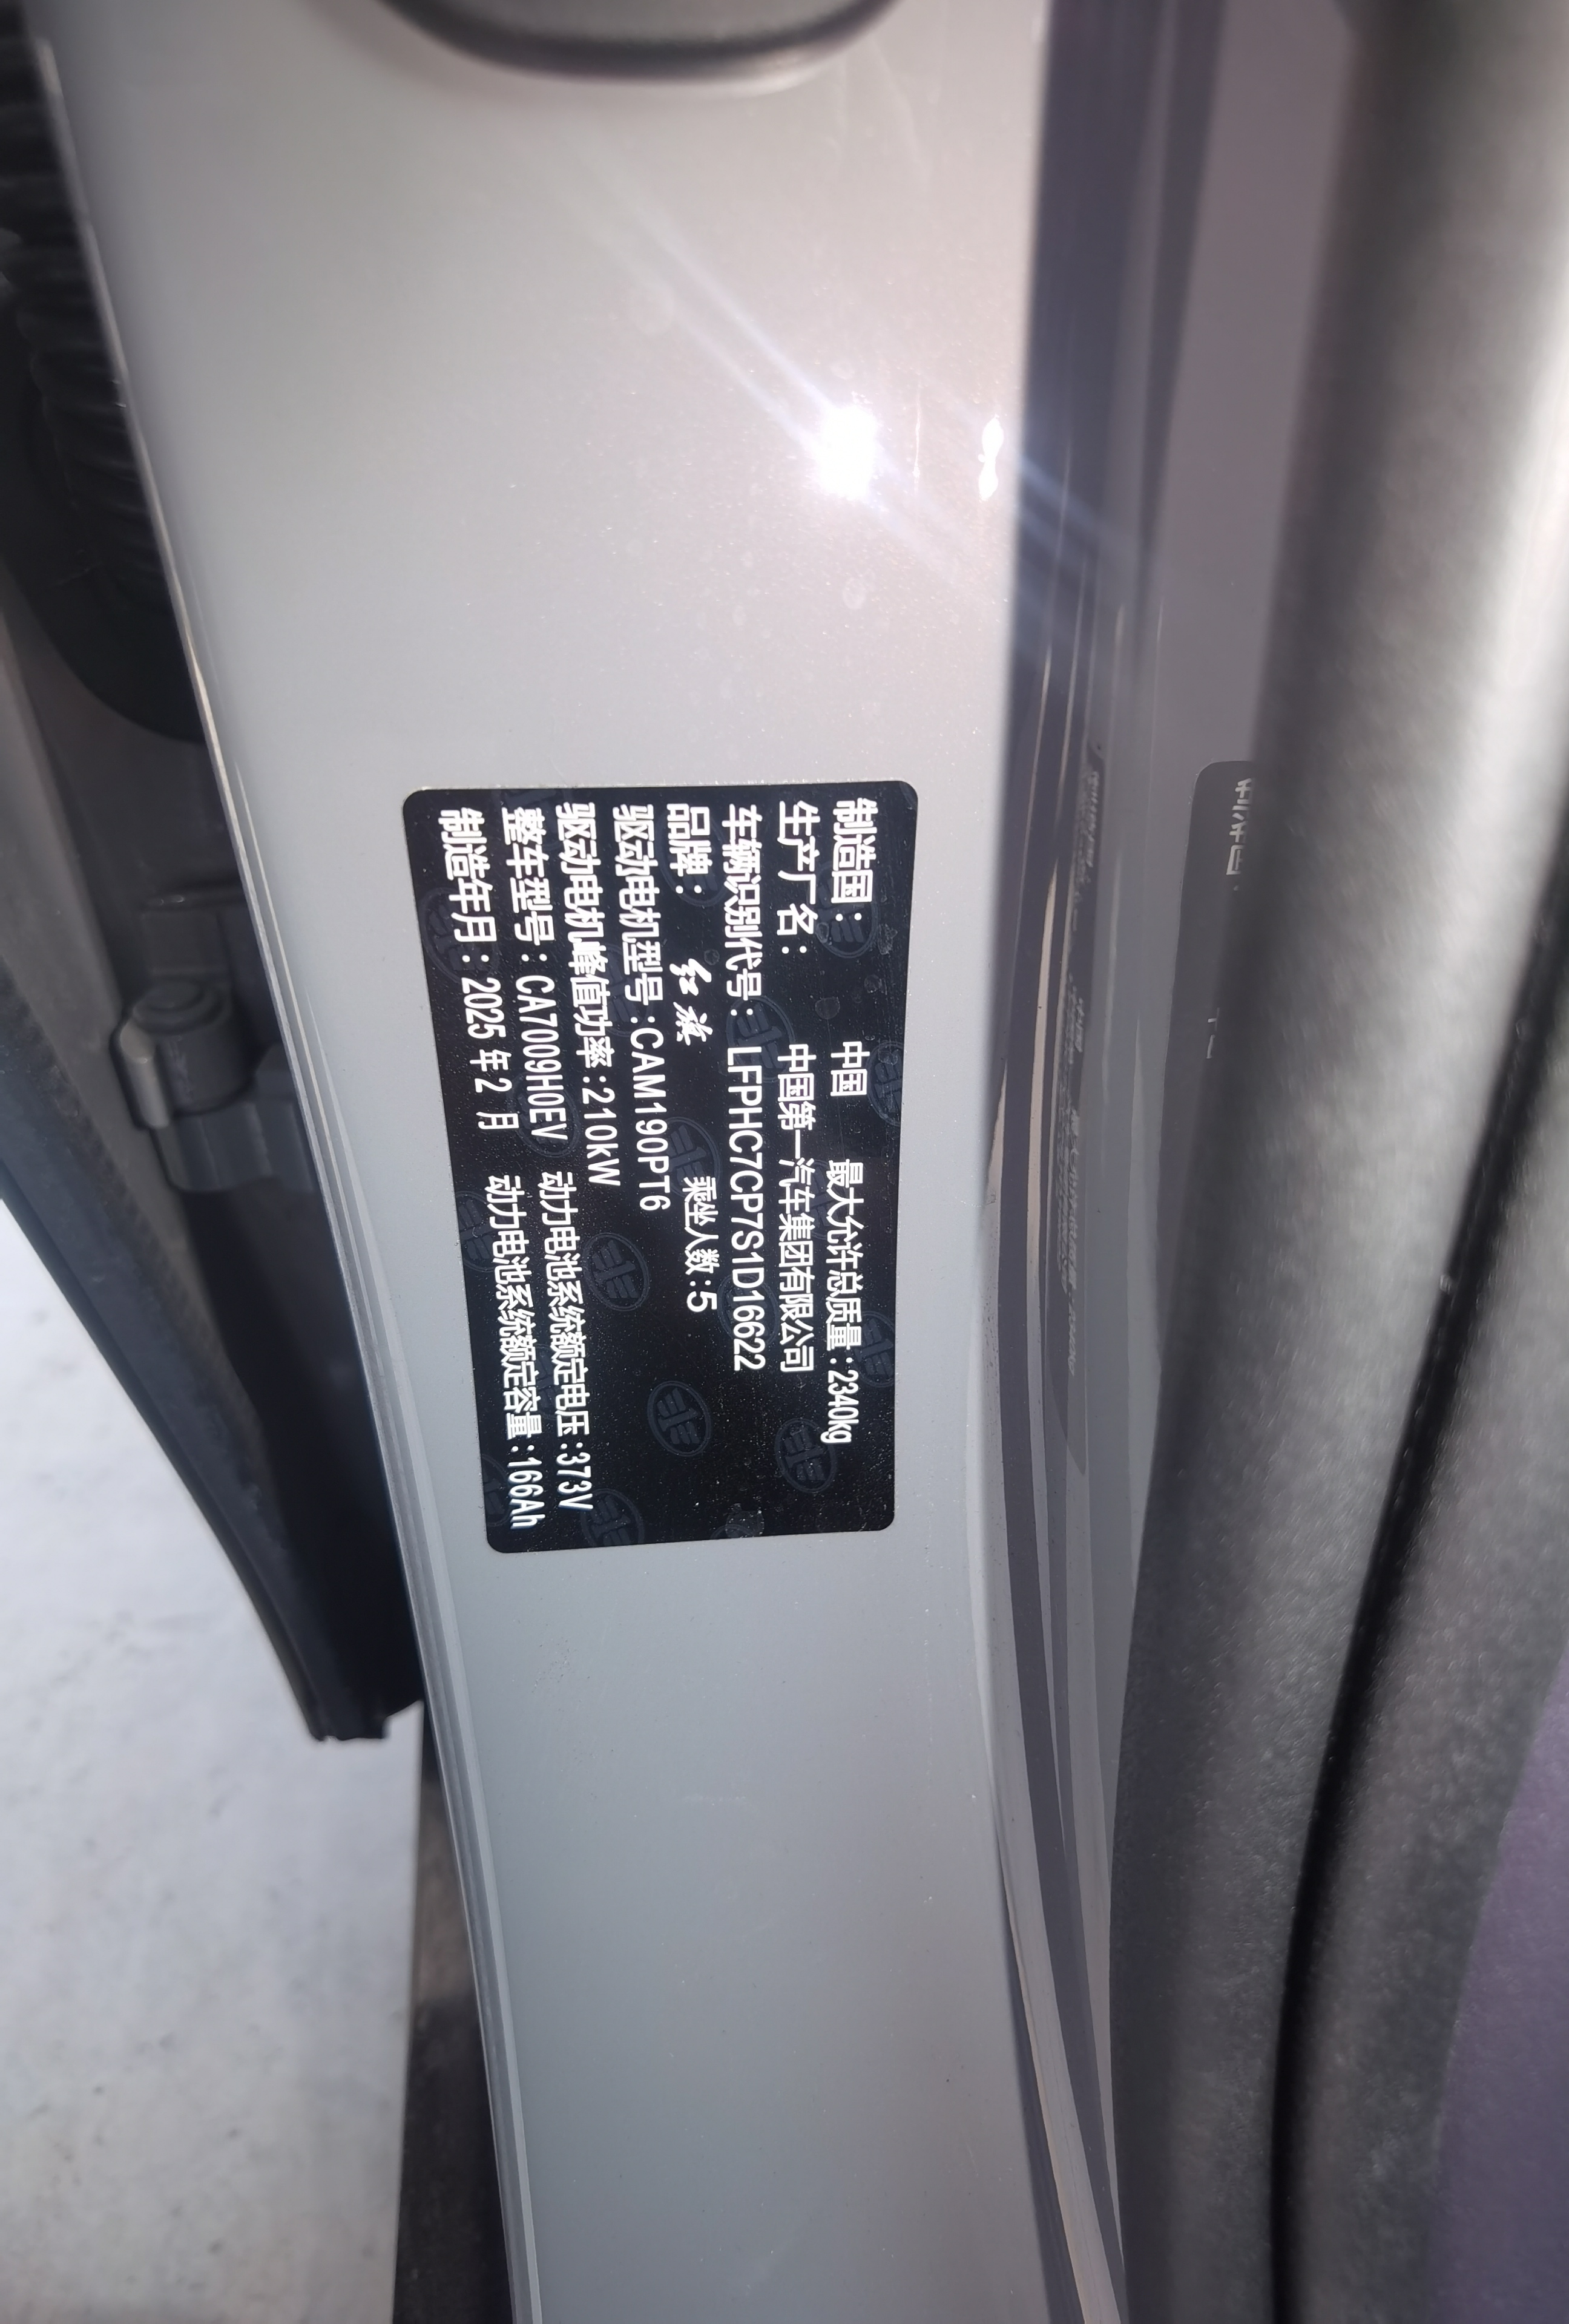 制造国： 中国 最大允许总质量:2340kg
生产厂名： 中国第一汽车集团有限公司
车辆识别代号： LFPHC7CP7S1D16622
品牌： 红旗 乘坐人数:5
驱动电机型号:CAM190PT6
驱动电机峰值功率:210kW
整车型号:CA7009H0EV 动力电池系统额定电压:373V
制造年月：2025年2月 动力电池系统额定容量:166Ah